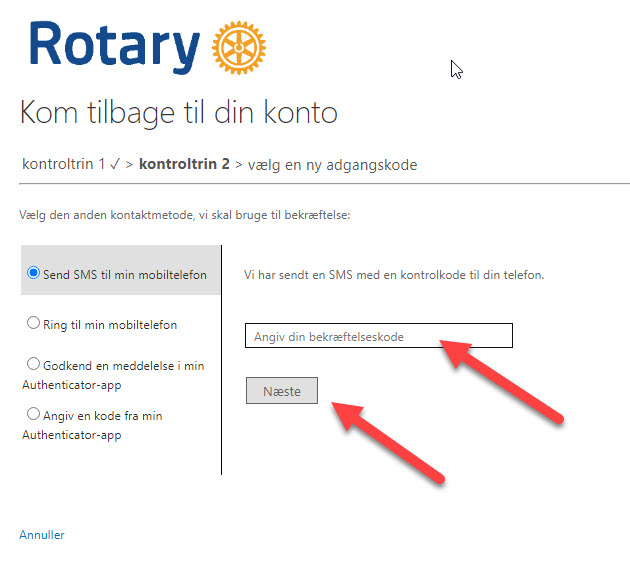 Rotary
Kom tilbage til din konto
kontroltrin 1 ✓ > kontroltrin 2 > vælg en ny adgangskode
Vælg den anden kontaktmetode, vi skal bruge til bekræftelse:
Send SMS til min mobiltelefon
Ring til min mobiltelefon
Godkend en meddelelse i min
Authenticator-app
Angiv en kode fra min
Authenticator-app
Vi har sendt en SMS med en kontrolkode til din telefon.
Angiv din bekræftelseskode
Næste
Annuller